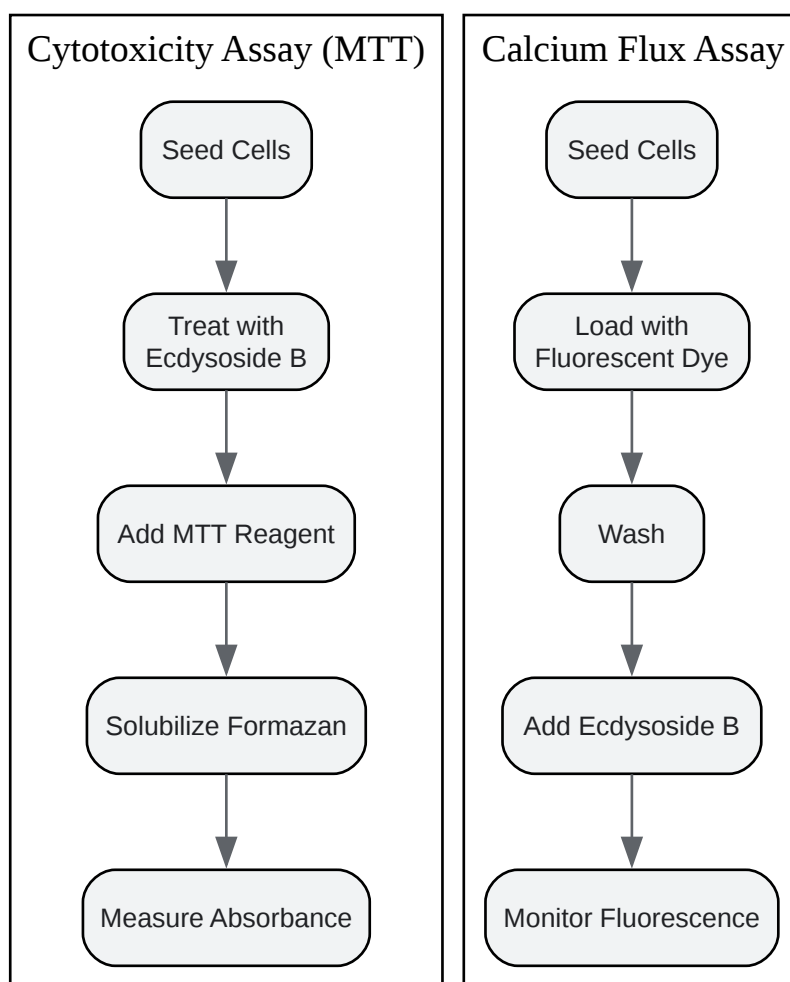 Cytotoxicity Assay (MTT)
Seed Cells
Treat with
Ecdysoside B
Add MTT Reagent
Solubilize Formazan
Measure Absorbance
Calcium Flux Assay
Seed Cells
Load with
Fluorescent Dye
Wash
Add Ecdysoside B
Monitor Fluorescence